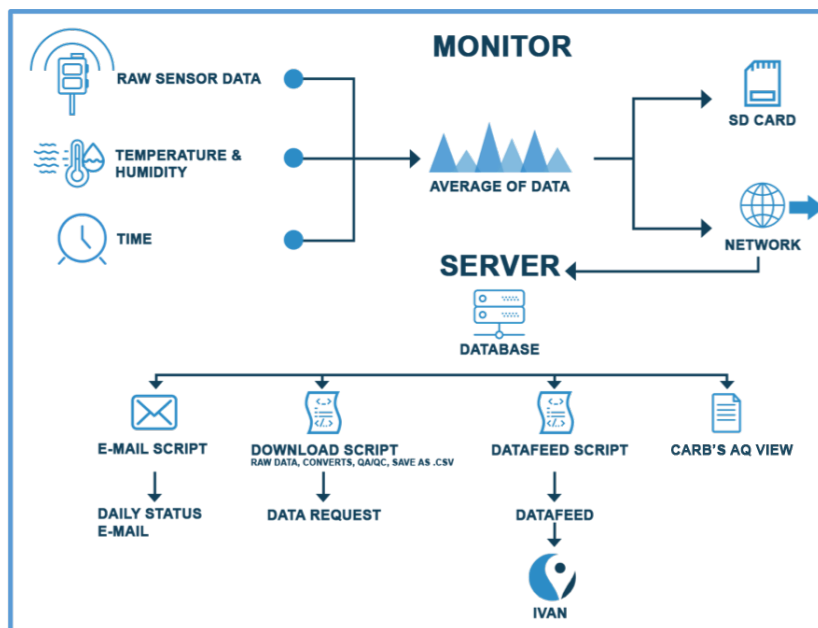 MONITOR
RAW SENSOR DATA
SD CARD
TEMPERATURE &
HUMIDITY
AVERAGE OF DATA
TIME
NETWORK
SERVER
DATABASE
E-MAIL SCRIPT
DOWNLOAD SCRIPT
RAW DATA, CONVERTS, QA/QC, SAVE AS .CSV
DATAFEED SCRIPT
CARB'S AQ VIEW
DAILY STATUS
E-MAIL
DATA REQUEST
DATAFEED
IVAN